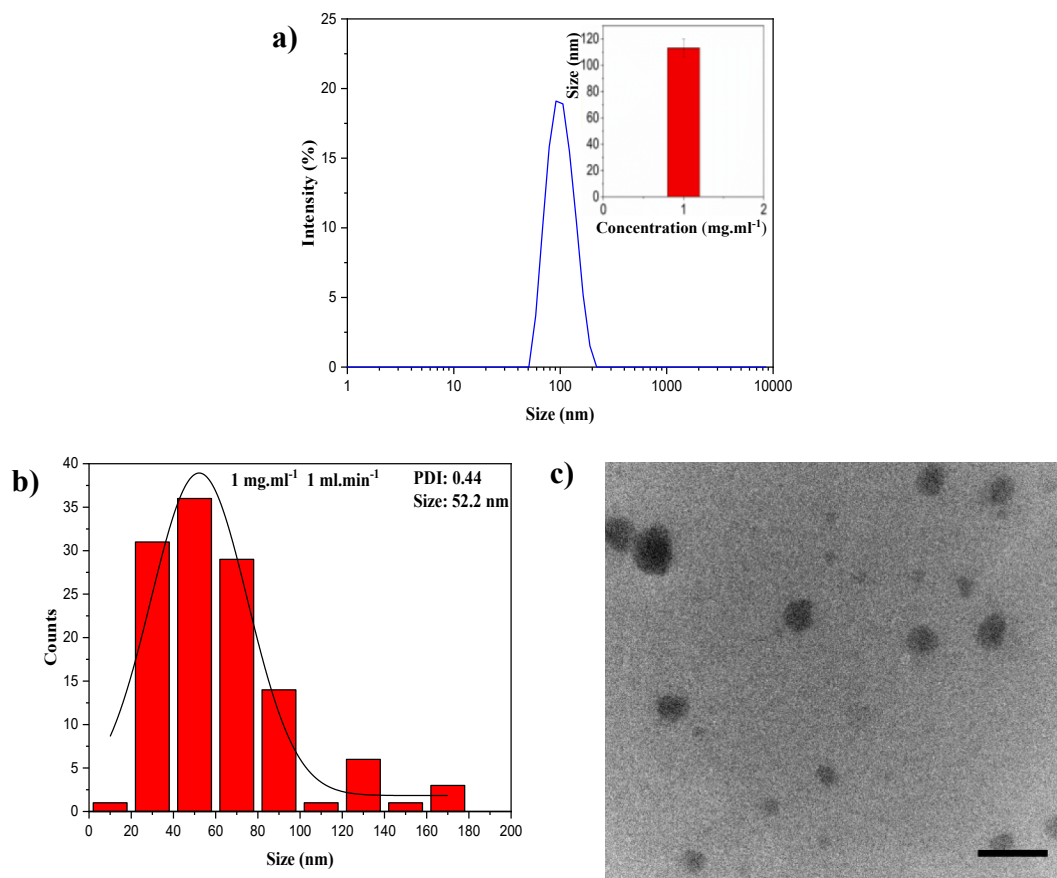 a)
25
20
15
10
5
0
Intensity (%)
1 10 100 1000 10000
Size (nm)
120
100
80
60
40
20
0
Size (nm)
0 1 2
Concentration (mg.ml⁻¹)
b)
40
35
30
25
20
15
10
5
0
Counts
1 mg.ml⁻¹ 1 ml.min⁻¹
PDI: 0.44
Size: 52.2 nm
0 20 40 60 80 100 120 140 160 180 200
Size (nm)
c)